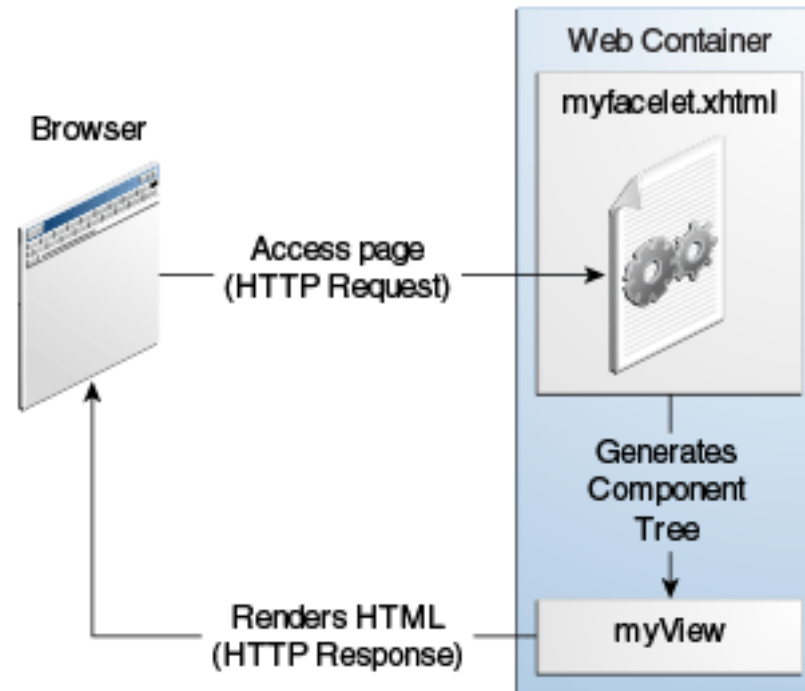 Web Container
myfacelet.xhtml
Browser
Access page
(HTTP Request)
Generates
Component
Tree
Renders HTML
(HTTP Response)
myView